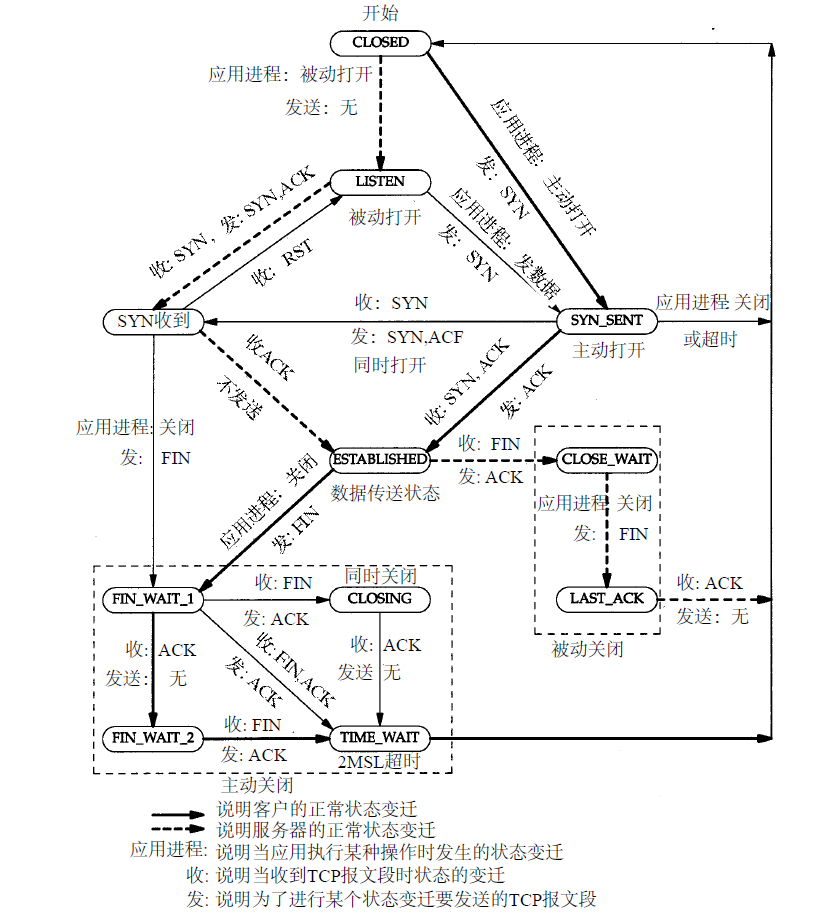 开始
CLOSED
应用进程：被动打开
发送：无
应用进程：主动打开
发：SYN
LISTEN
被动打开
收: SYN，发: SYN,ACK
收：RST
应用进程：发数据
发：SYN
SYN收到
收：SYN
发：SYN,ACF
同时打开
SYN_SENT
主动打开
应用进程: 关闭
或超时
收ACK
不发送
收: SYN, ACK
发: ACK
应用进程: 关闭
发: FIN
ESTABLISHED
数据传送状态
收: FIN
发: ACK
CLOSE_WAIT
应用进程 关闭
发: FIN
LAST_ACK
收: ACK
发送：无
被动关闭
应用进程：关闭
发: FIN
FIN_WAIT_1
收: FIN
发: ACK
同时关闭
CLOSING
收: ACK
发送: 无
收: FIN,ACK
发: ACK
收: ACK
发送 无
FIN_WAIT_2
收: FIN
发: ACK
TIME_WAIT
2MSL超时
主动关闭
说明客户的正常状态变迁
说明服务器的正常状态变迁
应用进程: 说明当应用执行某种操作时发生的状态变迁
收: 说明当收到TCP报文段时状态的变迁
发: 说明为了进行某个状态变迁要发送的TCP报文段